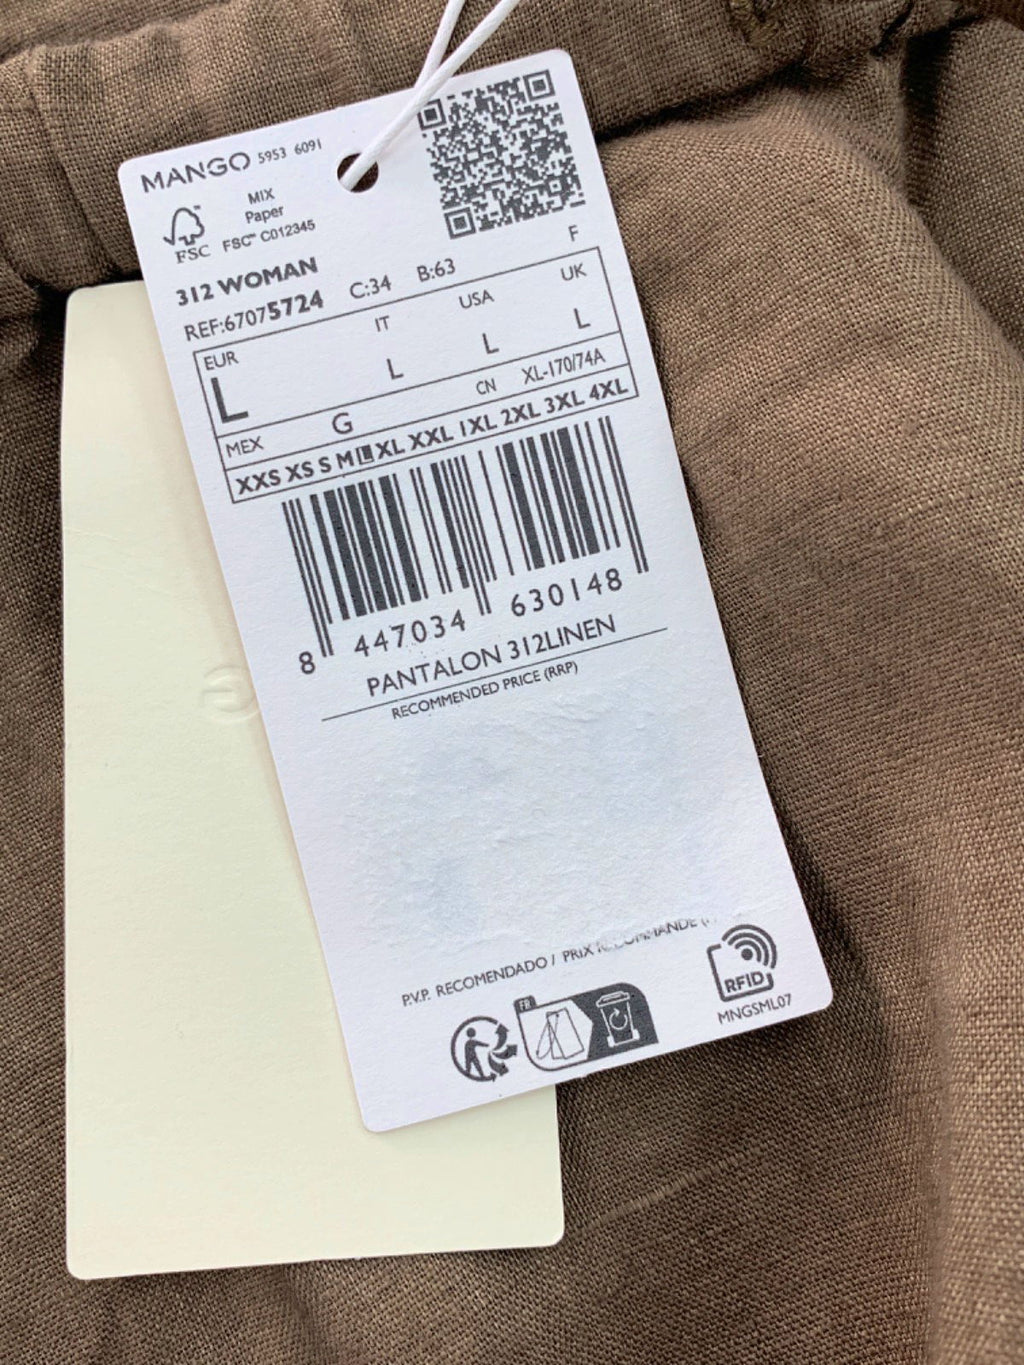 MANGO 5953 6091
MIX
Paper
FSC FSC™ C012345
312 WOMAN
REF:67075724 C:34 B:63 F
EUR IT USA UK
L L L L
MEX G CN XL-170/74A
XXS XS S M L XL XXL 1XL 2XL 3XL 4XL
8 447034 630148
PANTALON 312LINEN
RECOMMENDED PRICE (RRP)
P.V.P. RECOMENDADO / PRIX
FR
RFID
MNGSML07